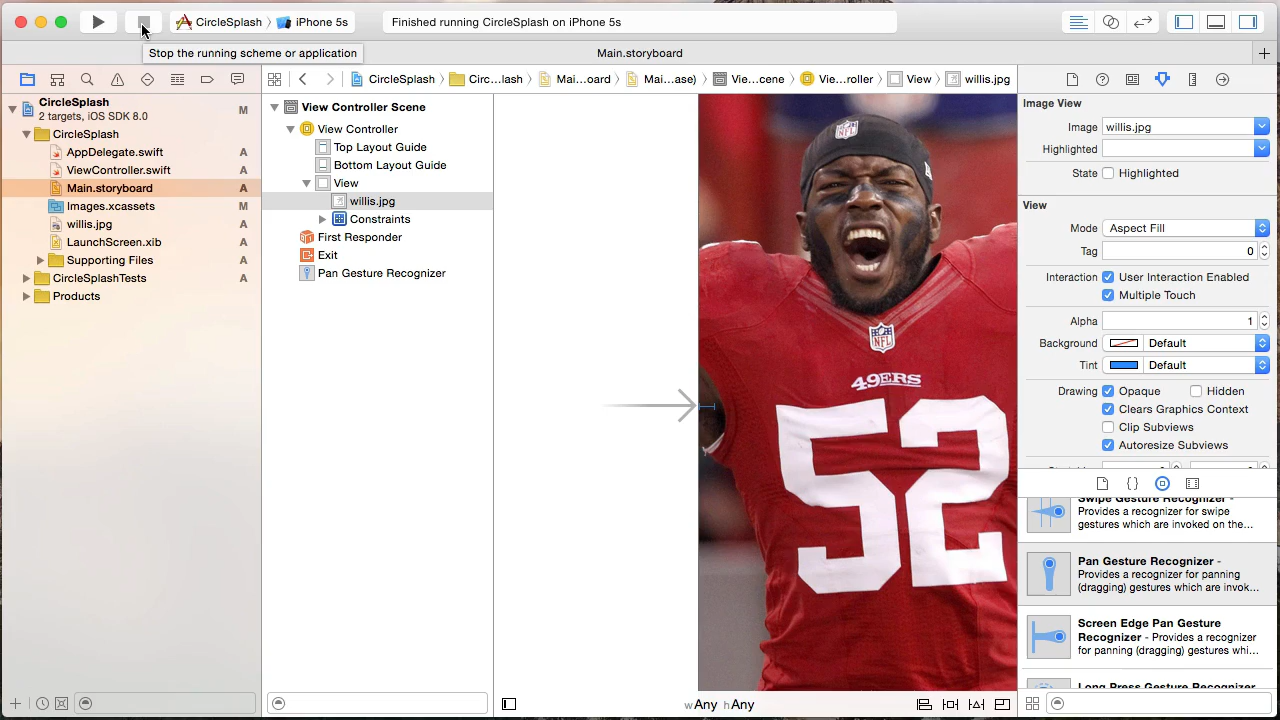 CircleSplash
iPhone 5s
Finished running CircleSplash on iPhone 5s
Stop the running scheme or application
Main.storyboard
CircleSplash
2 targets, iOS SDK 8.0
M
CircleSplash
AppDelegate.swift A
ViewController.swift A
Main.storyboard A
Images.xcassets M
willis.jpg A
LaunchScreen.xib A
Supporting Files A
CircleSplashTests A
Products
CircleSplash
Circ...lash
Mai...oard
Mai...ase)
Vie...cene
Vie...roller
View
willis.jpg
View Controller Scene
View Controller
Top Layout Guide
Bottom Layout Guide
View
willis.jpg
Constraints
First Responder
Exit
Pan Gesture Recognizer
NFL
NFL
49ERS
52
wAny hAny
Image View
Image willis.jpg
Highlighted
State Highlighted
View
Mode Aspect Fill
Tag 0
Interaction User Interaction Enabled
Multiple Touch
Alpha 1
Background Default
Tint Default
Drawing Opaque Hidden
Clears Graphics Context
Clip Subviews
Autoresize Subviews
Swipe Gesture Recognizer -
Provides a recognizer for swipe
gestures which are invoked on the...
Pan Gesture Recognizer -
Provides a recognizer for panning
(dragging) gestures which are invok...
Screen Edge Pan Gesture
Recognizer - Provides a recognizer
for panning (dragging) gestures whi...
Long Press Gesture Recognizer